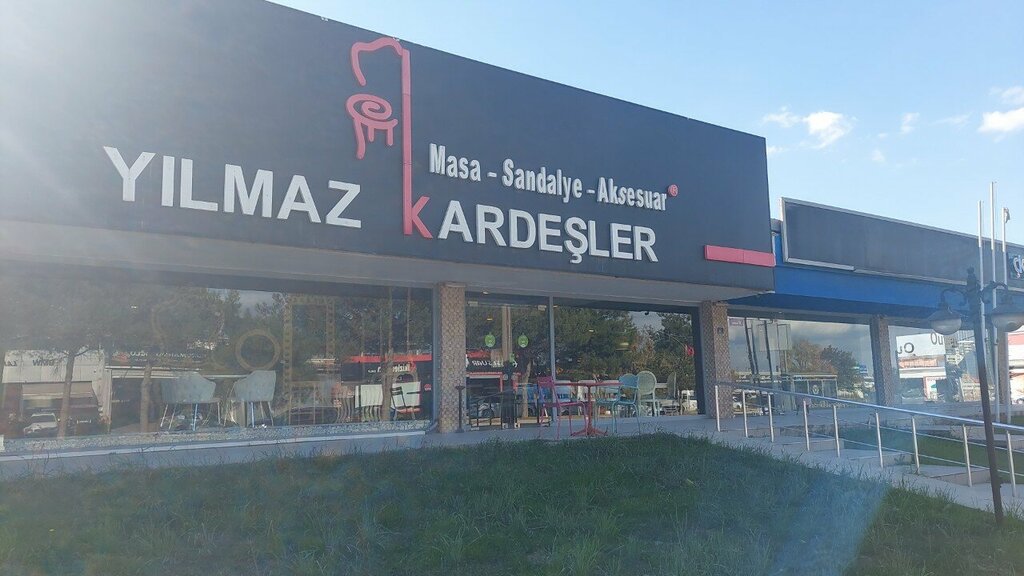 Masa - Sandalye - Aksesuar®
YILMAZ KARDEŞLER